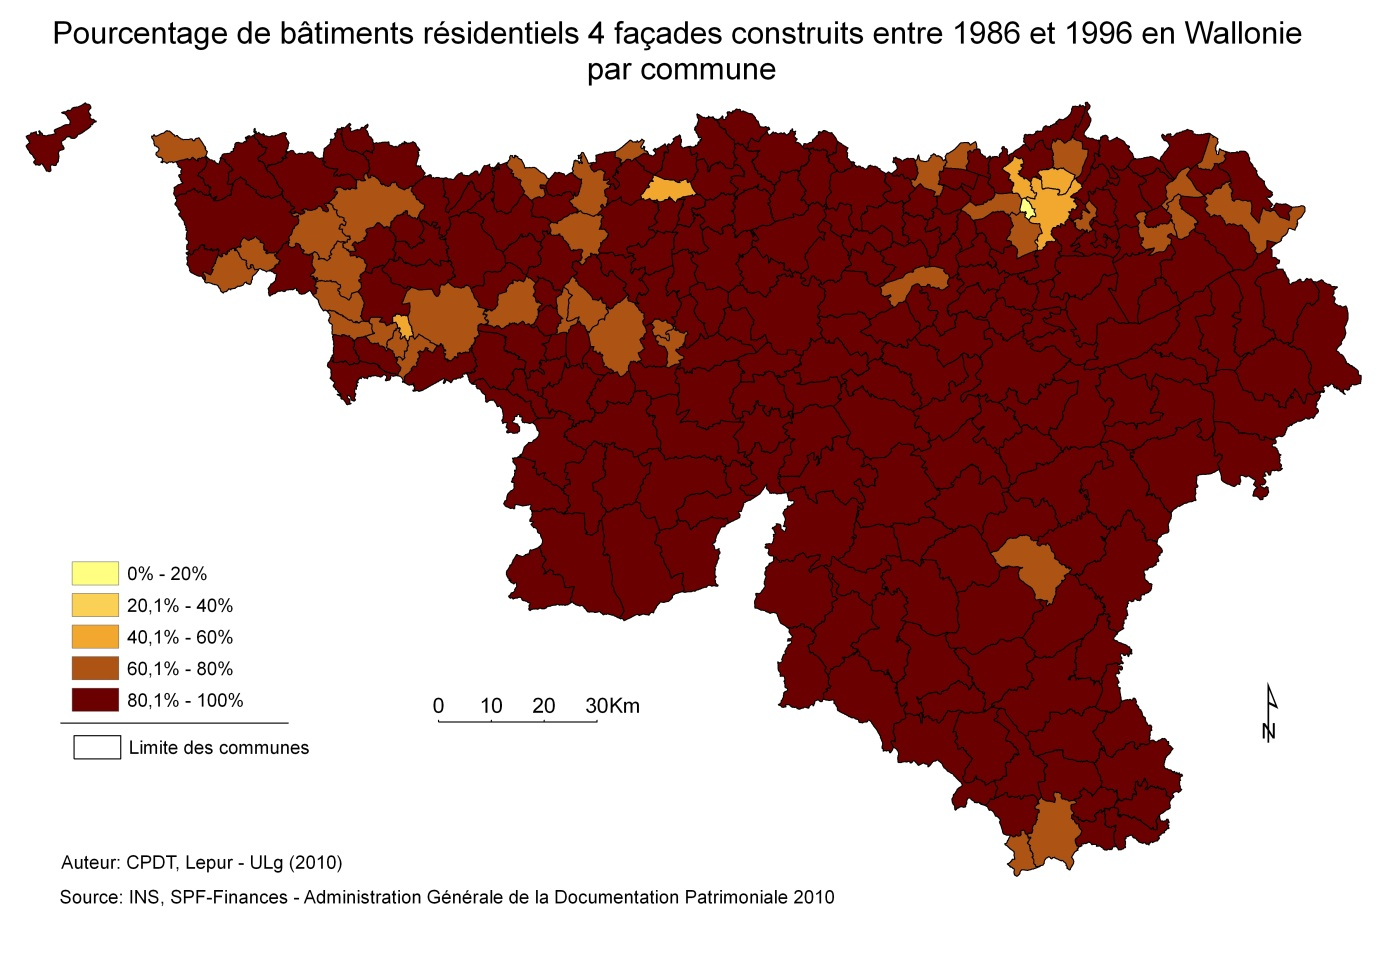 Pourcentage de bâtiments résidentiels 4 façades construits entre 1986 et 1996 en Wallonie
par commune
0% - 20%
20,1% - 40%
40,1% - 60%
60,1% - 80%
80,1% - 100%
Limite des communes
0 10 20 30Km
N
Auteur: CPDT, Lepur - ULg (2010)
Source: INS, SPF-Finances - Administration Générale de la Documentation Patrimoniale 2010